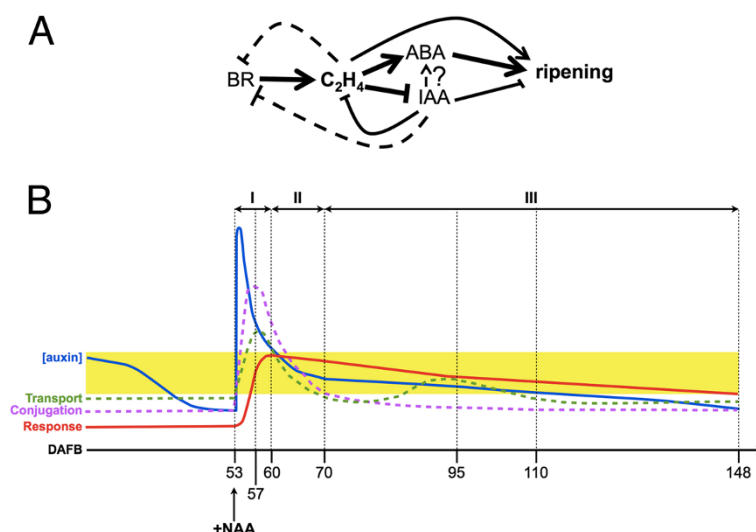 A
BR
C₂H₄
ABA
?
IAA
ripening
B
I II III
[auxin]
Transport
Conjugation
Response
DAFB
53 57 60 70 95 110 148
+NAA